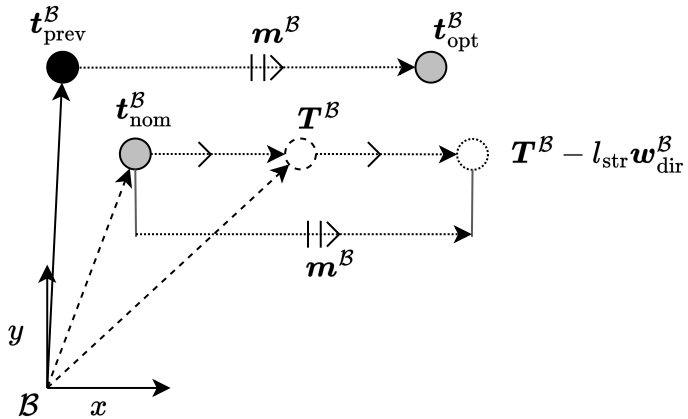 t^B_prev
m^B
t^B_opt
t^B_nom
T^B
T^B − l_str w^B_dir
m^B
y
B
x